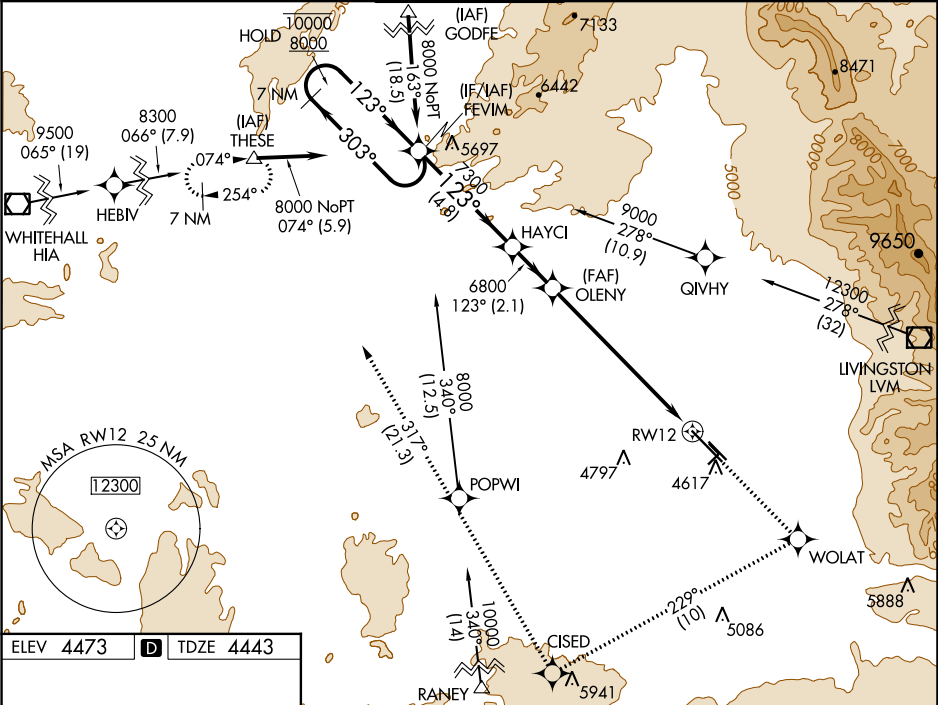 HOLD
10000
8000
(IAF)
GODFE
8000 NoPT
163°
(18.5)
7133
8471
6442
7 NM
123°
303°
(IF/IAF)
FEVIM
5697
9500
065° (19)
8300
066° (7.9)
(IAF)
THESE
074°
254°
7 NM
8000 NoPT
074° (5.9)
WHITEHALL
HIA
HEBIV
7300
123°
(4.8)
HAYCI
6800
123° (2.1)
(FAF)
OLENY
9000
278°
(10.9)
QIVHY
5000
8000
7000
9650
12300
278°
(32)
LIVINGSTON
LVM
8000
340°
(12.5)
317°
(21.3)
RW12
4797
4617
POPWI
MSA RW12 25 NM
12300
WOLAT
229°
(10)
5086
5888
10000
340°
(14)
CISED
5941
RANEY
ELEV 4473
D
TDZE 4443